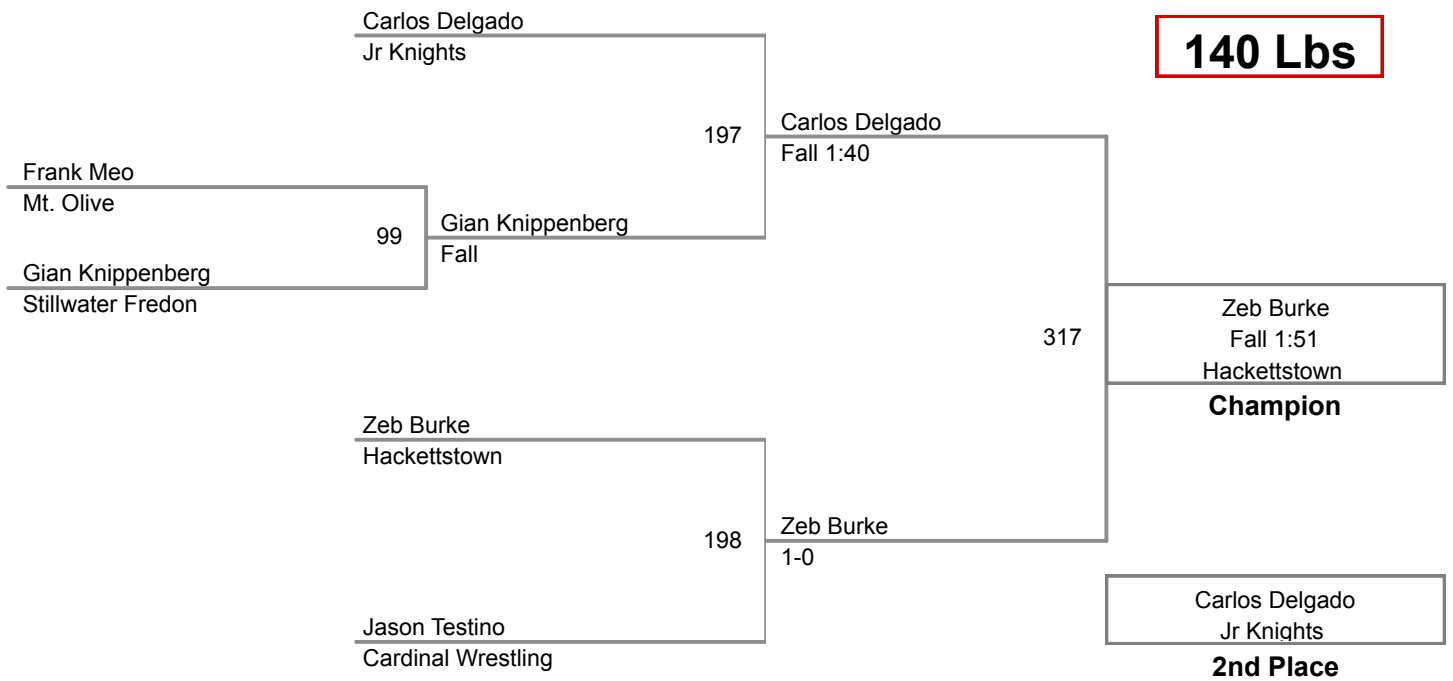 Carlos Delgado
Jr Knights
140 Lbs
197
Carlos Delgado
Fall 1:40
Frank Meo
Mt. Olive
99
Gian Knippenberg
Fall
Gian Knippenberg
Stillwater Fredon
317
Zeb Burke
Fall 1:51
Hackettstown
Champion
Zeb Burke
Hackettstown
198
Zeb Burke
1-0
Jason Testino
Cardinal Wrestling
Carlos Delgado
Jr Knights
2nd Place